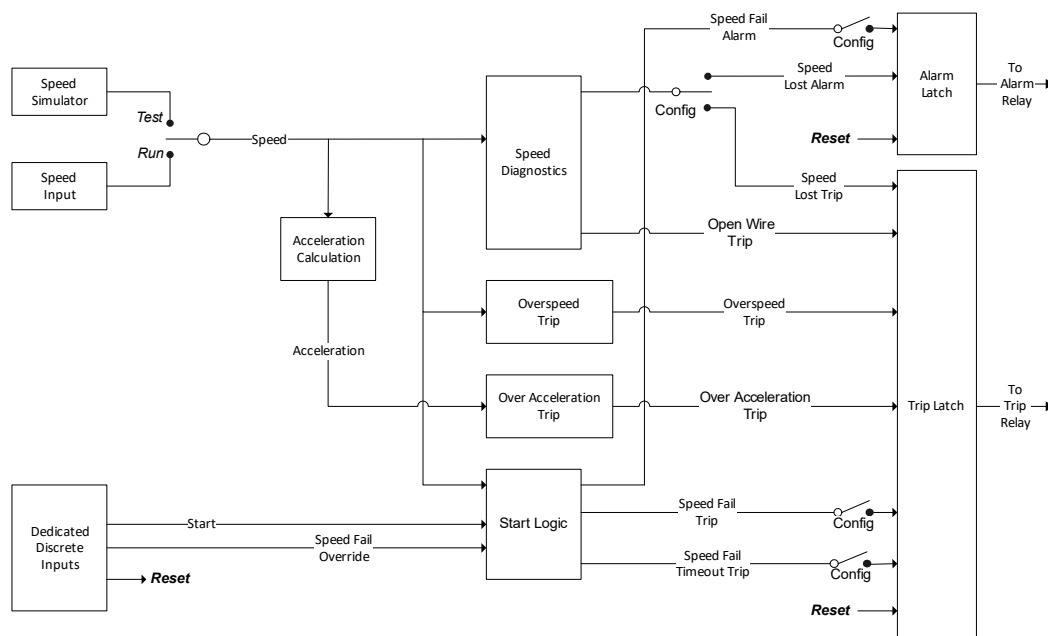 Speed Fail
Alarm
Config
Speed
Simulator
Test
Run
Speed
Input
Speed
Speed
Diagnostics
Config
Speed
Lost Alarm
Alarm
Latch
To
Alarm
Relay
Reset
Speed
Lost Trip
Acceleration
Calculation
Open Wire
Trip
Overspeed
Trip
Overspeed
Trip
Acceleration
Over Acceleration
Trip
Over Acceleration
Trip
Trip Latch
To
Trip
Relay
Dedicated
Discrete
Inputs
Start
Speed Fail
Override
Reset
Start Logic
Speed Fail
Trip
Config
Speed Fail
Timeout Trip
Config
Reset